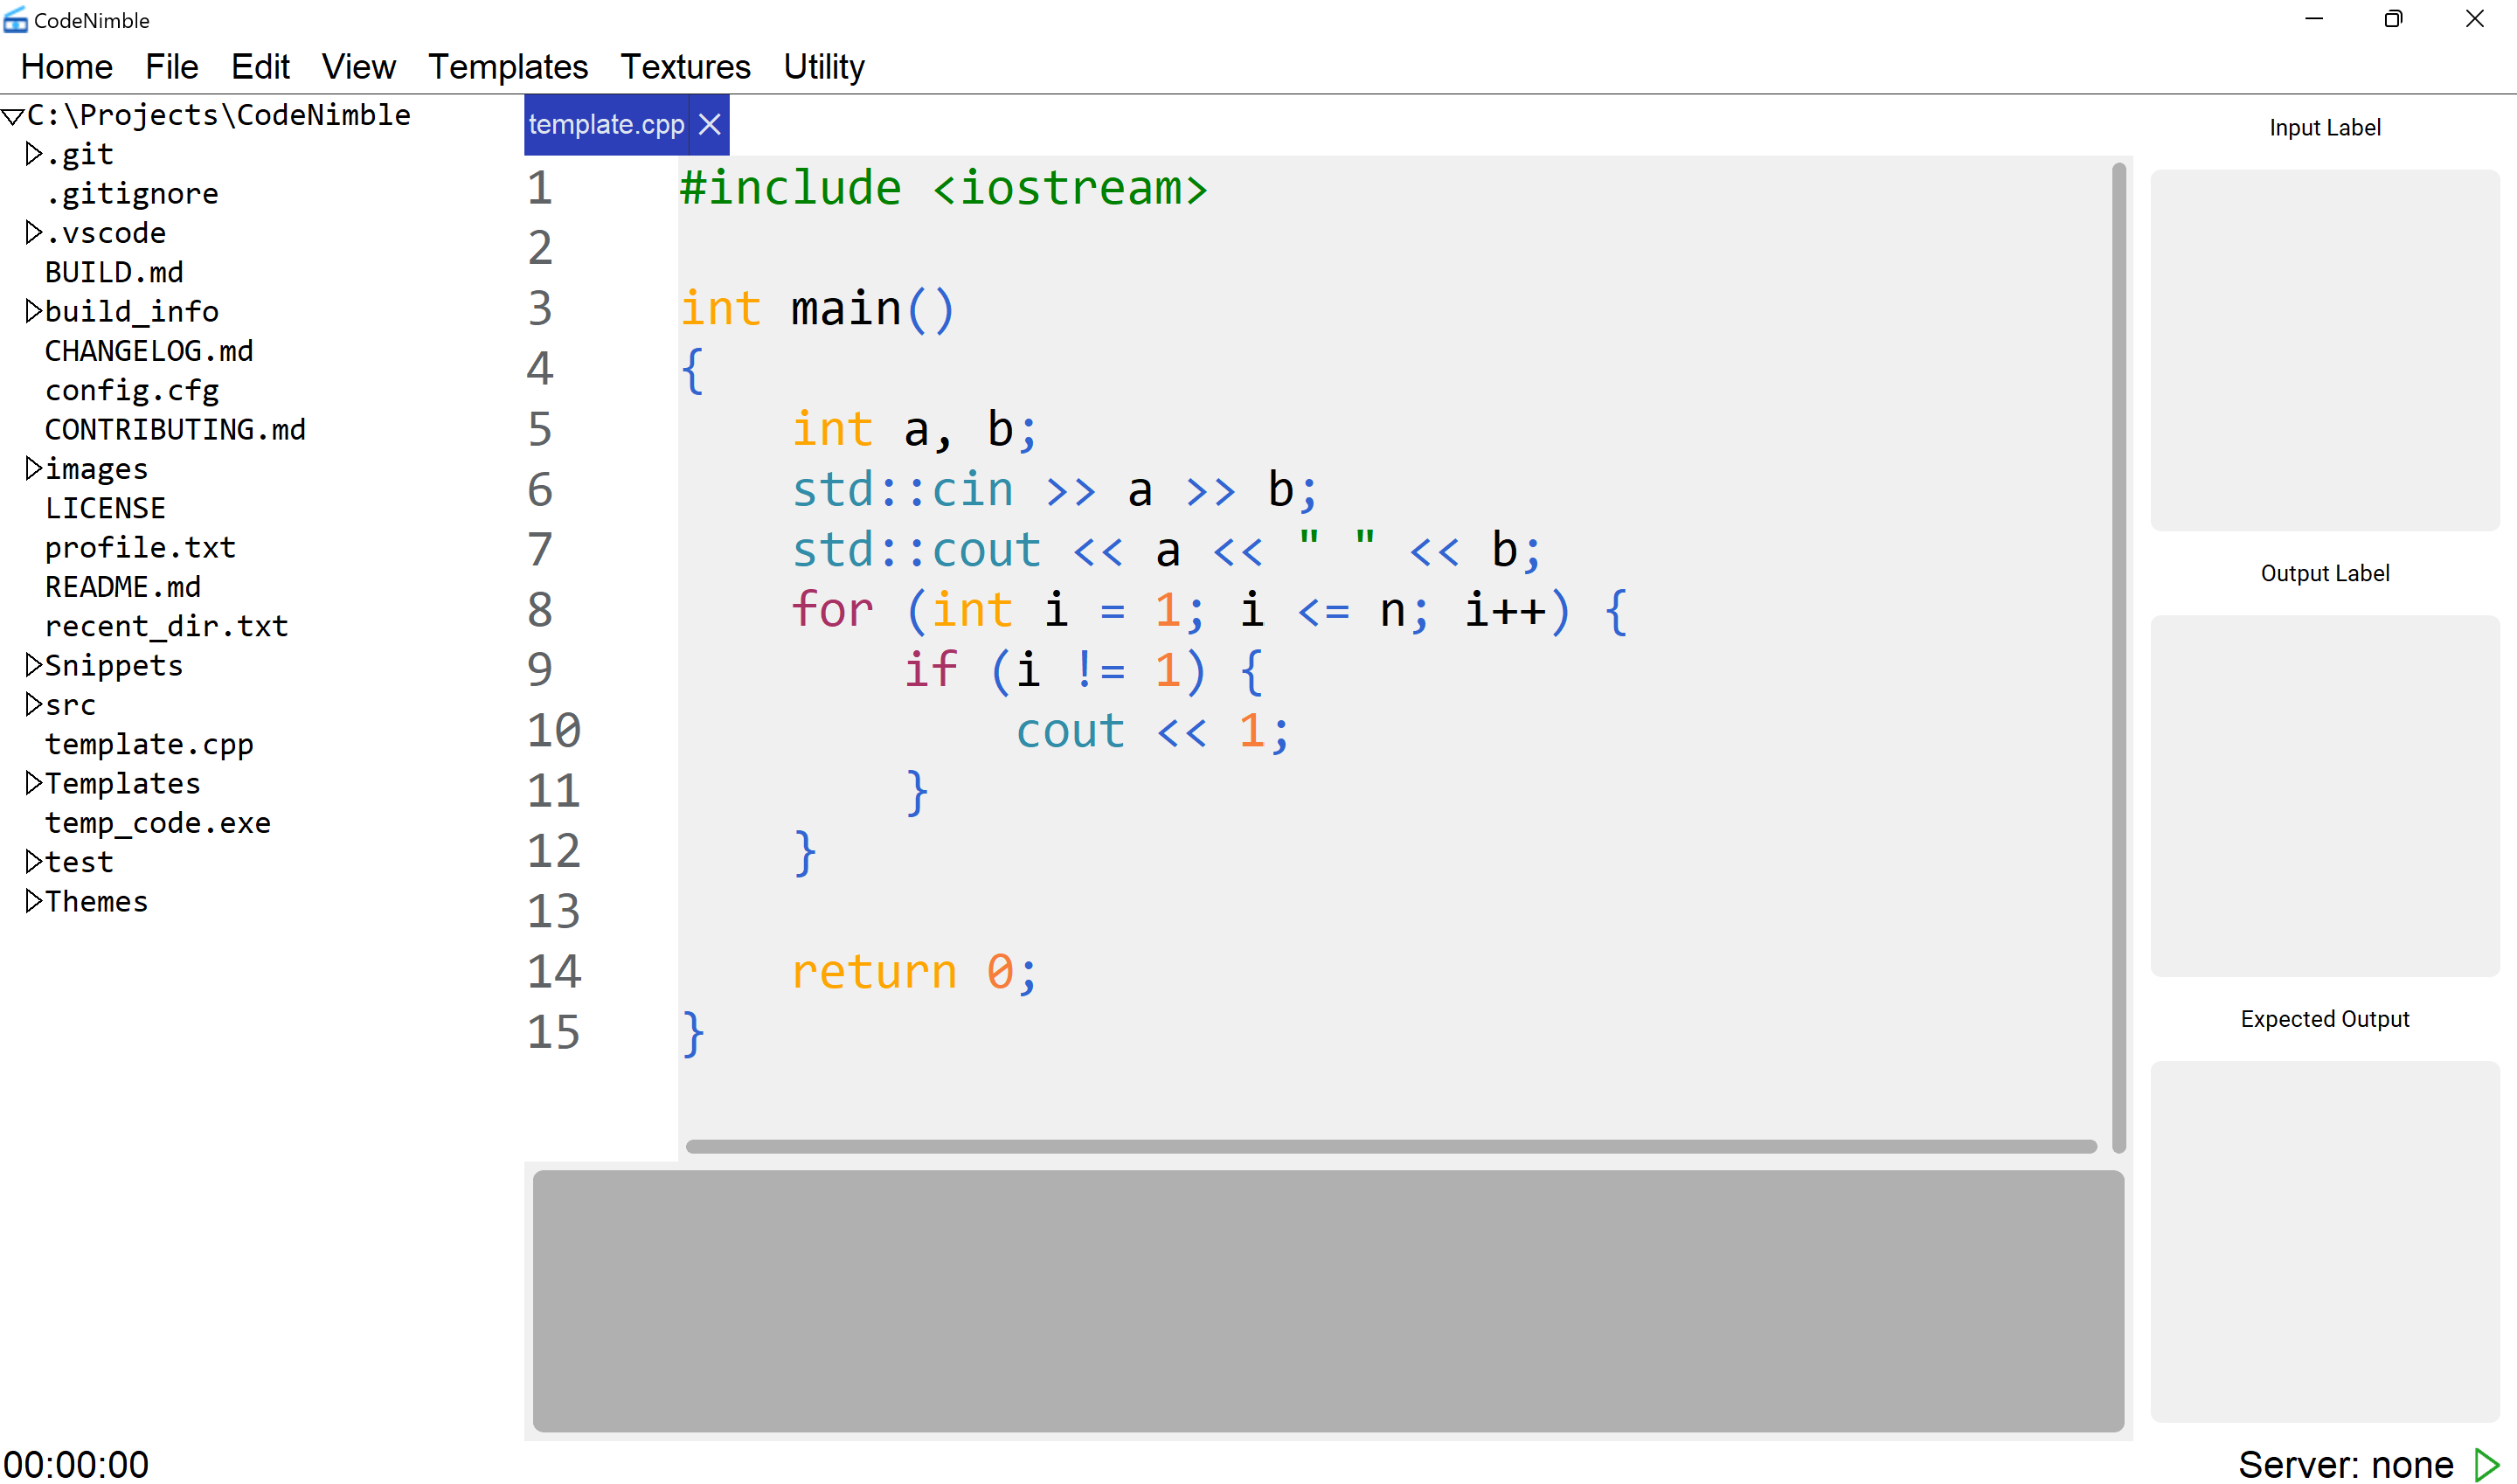 CodeNimble
Home File Edit View Templates Textures Utility
C:\Projects\CodeNimble
.git
.gitignore
.vscode
BUILD.md
build_info
CHANGELOG.md
config.cfg
CONTRIBUTING.md
images
LICENSE
profile.txt
README.md
recent_dir.txt
Snippets
src
template.cpp
Templates
temp_code.exe
test
Themes
template.cpp
1 #include <iostream>
2
3 int main()
4 {
5     int a, b;
6     std::cin >> a >> b;
7     std::cout << a << " " << b;
8     for (int i = 1; i <= n; i++) {
9         if (i != 1) {
10             cout << 1;
11         }
12     }
13
14     return 0;
15 }
Input Label
Output Label
Expected Output
00:00:00
Server: none